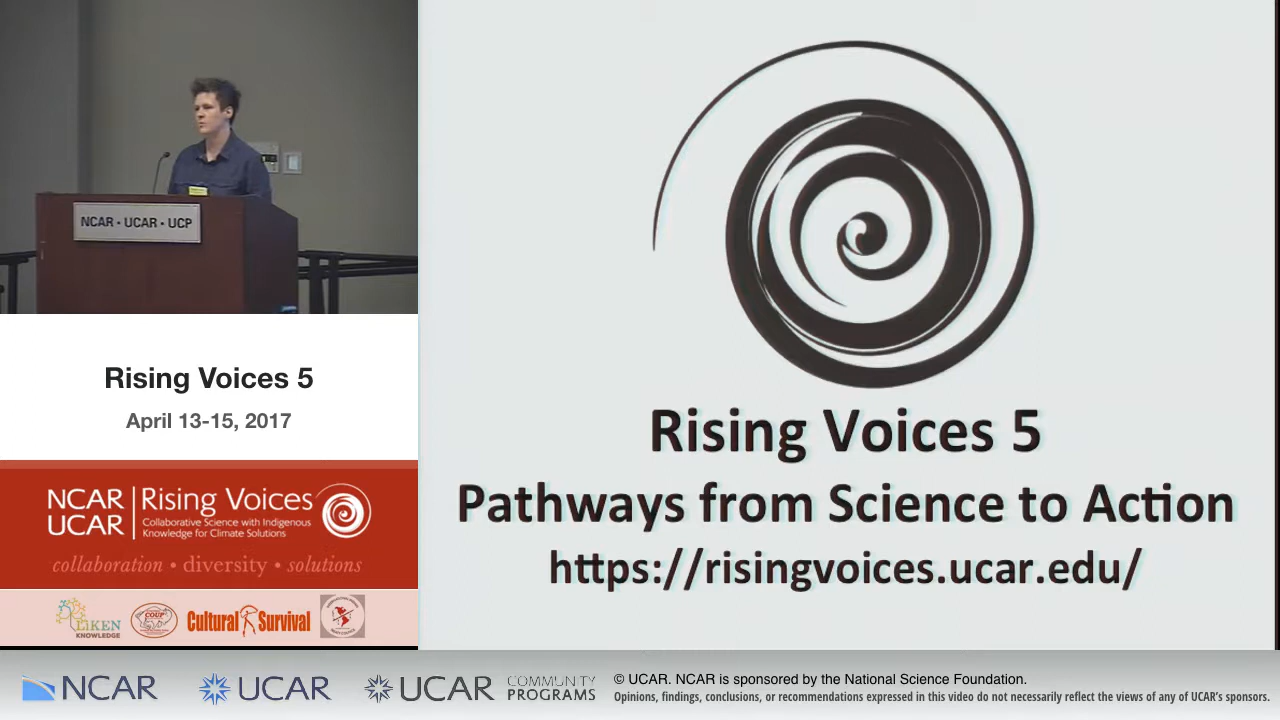 NCAR • UCAR • UCP
Rising Voices 5
April 13-15, 2017
NCAR
UCAR
Rising Voices
Collaborative Science with Indigenous
Knowledge for Climate Solutions
collaboration • diversity • solutions
LiKEN
KNOWLEDGE
COUP
Cultural Survival
Rising Voices 5
Pathways from Science to Action
https://risingvoices.ucar.edu/
NCAR
UCAR
UCAR
COMMUNITY
PROGRAMS
© UCAR. NCAR is sponsored by the National Science Foundation.
Opinions, findings, conclusions, or recommendations expressed in this video do not necessarily reflect the views of any of UCAR's sponsors.